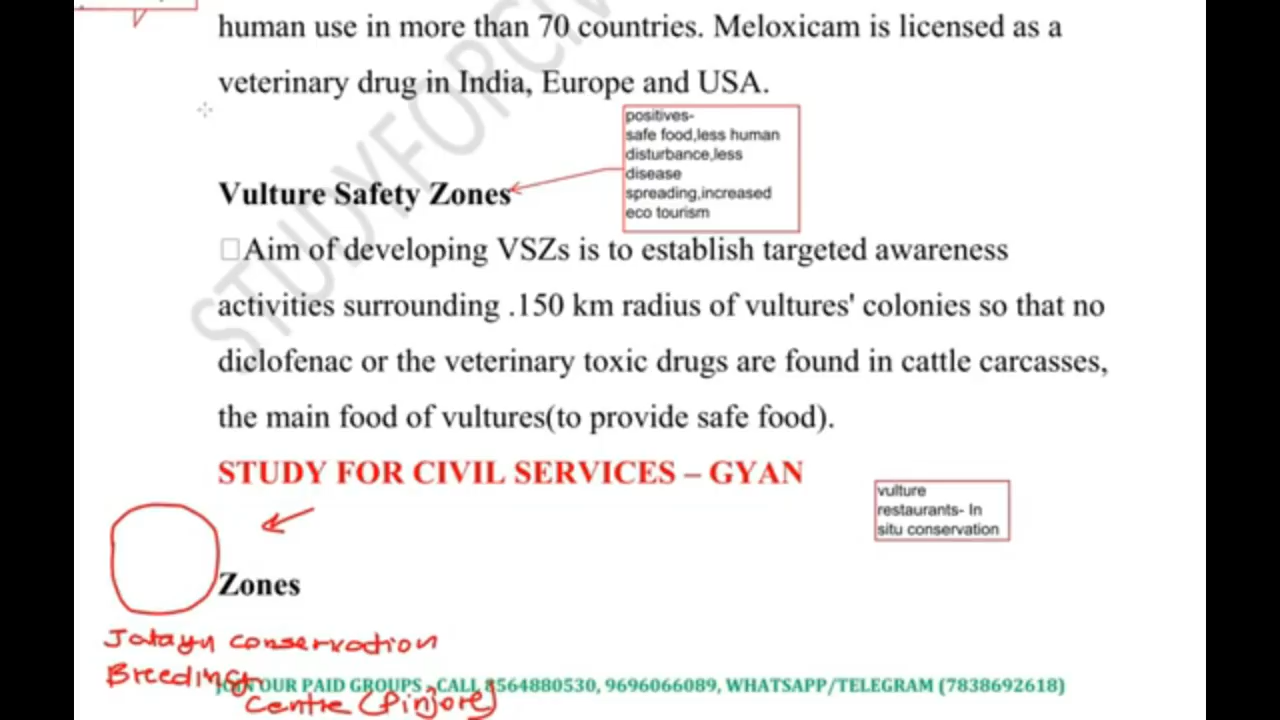 human use in more than 70 countries. Meloxicam is licensed as a
veterinary drug in India, Europe and USA.
positives-
safe food,less human
disturbance,less
disease
spreading,increased
eco tourism
Vulture Safety Zones
Aim of developing VSZs is to establish targeted awareness
activities surrounding .150 km radius of vultures' colonies so that no
diclofenac or the veterinary toxic drugs are found in cattle carcasses,
the main food of vultures(to provide safe food).
STUDY FOR CIVIL SERVICES – GYAN
vulture
restaurants- In
situ conservation
Zones
Jatayu conservation
Breeding
Centre (Pinjore)
JOIN OUR PAID GROUPS - CALL 8564880530, 9696066089, WHATSAPP/TELEGRAM (7838692618)
STUDYFORCIV